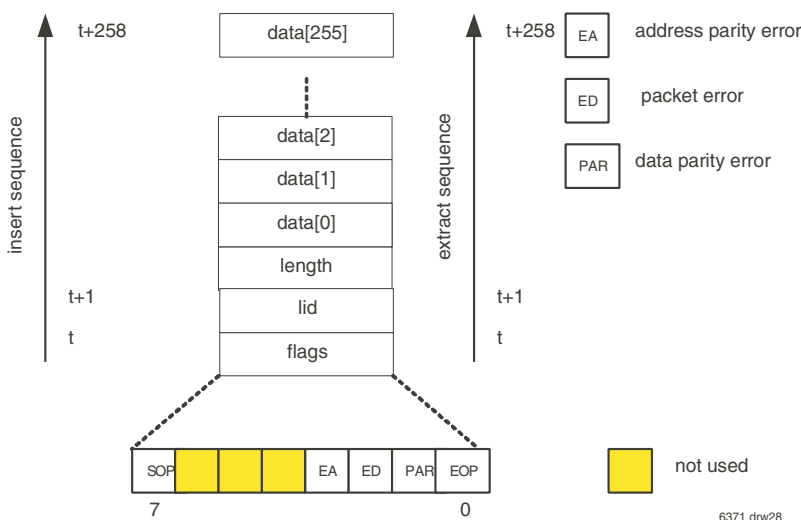 t+258
data[255]
t+258
EA
address parity error
ED
packet error
PAR
data parity error
insert sequence
extract sequence
data[2]
data[1]
data[0]
length
t+1
lid
t+1
t
flags
t
SOP
EA
ED
PAR
EOP
not used
7
0
6371 drw28